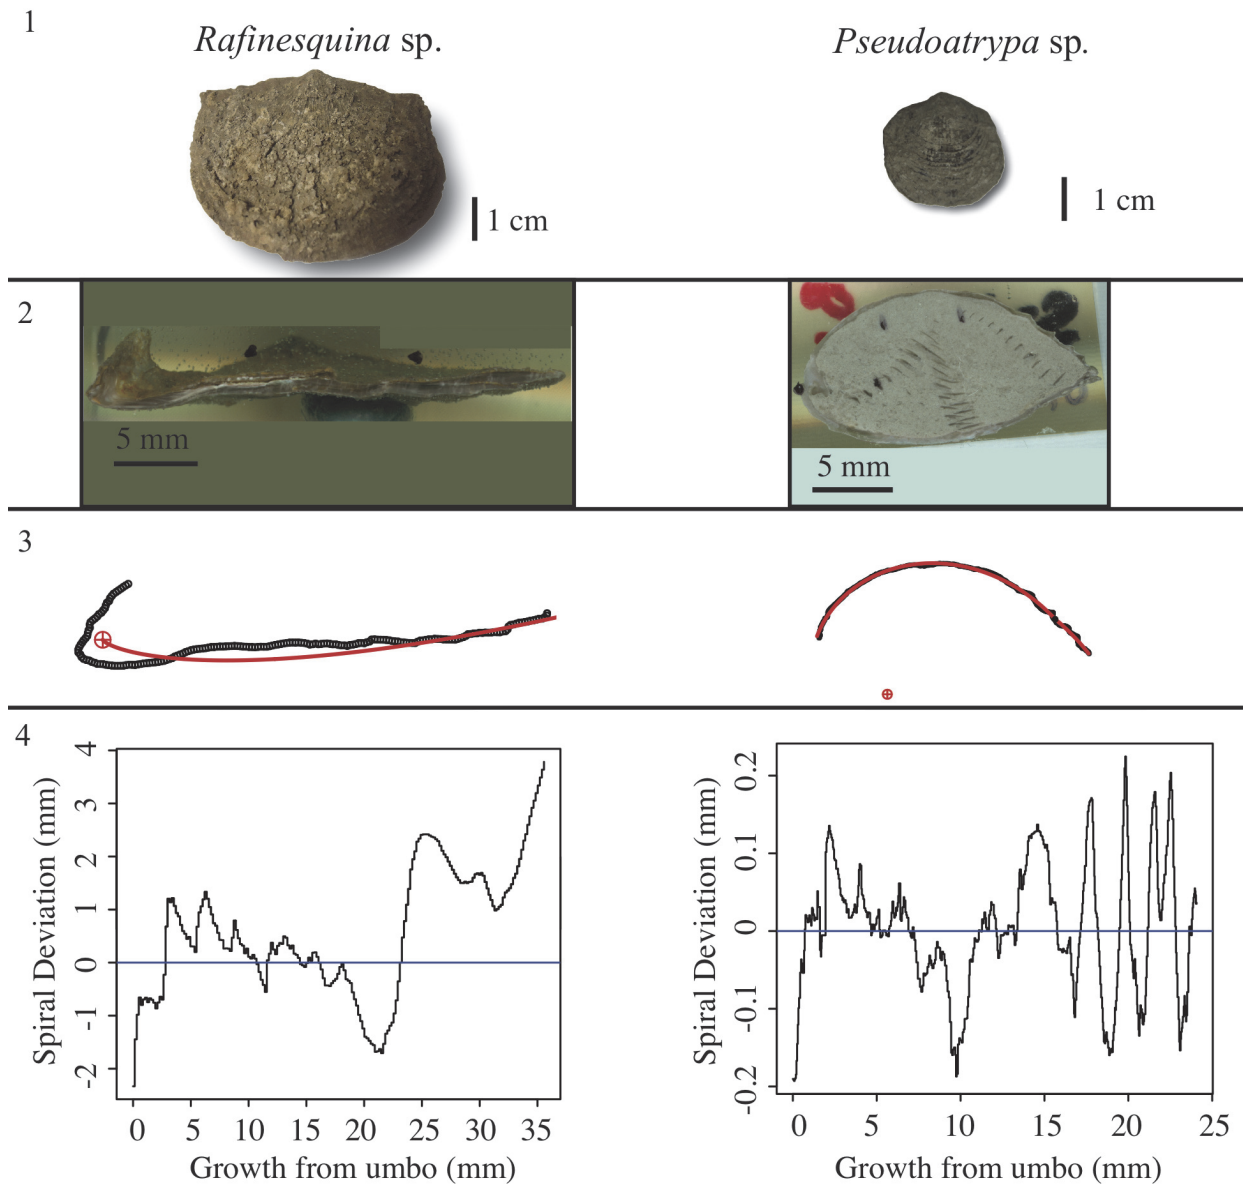 1
Rafinesquina sp.
Pseudoatrypa sp.
1 cm
1 cm
2
5 mm
5 mm
3
4
4
3
2
1
0
-1
-2
Spiral Deviation (mm)
0 5 10 15 20 25 30 35
Growth from umbo (mm)
0.2
0.1
0
-0.1
-0.2
Spiral Deviation (mm)
0 5 10 15 20 25
Growth from umbo (mm)